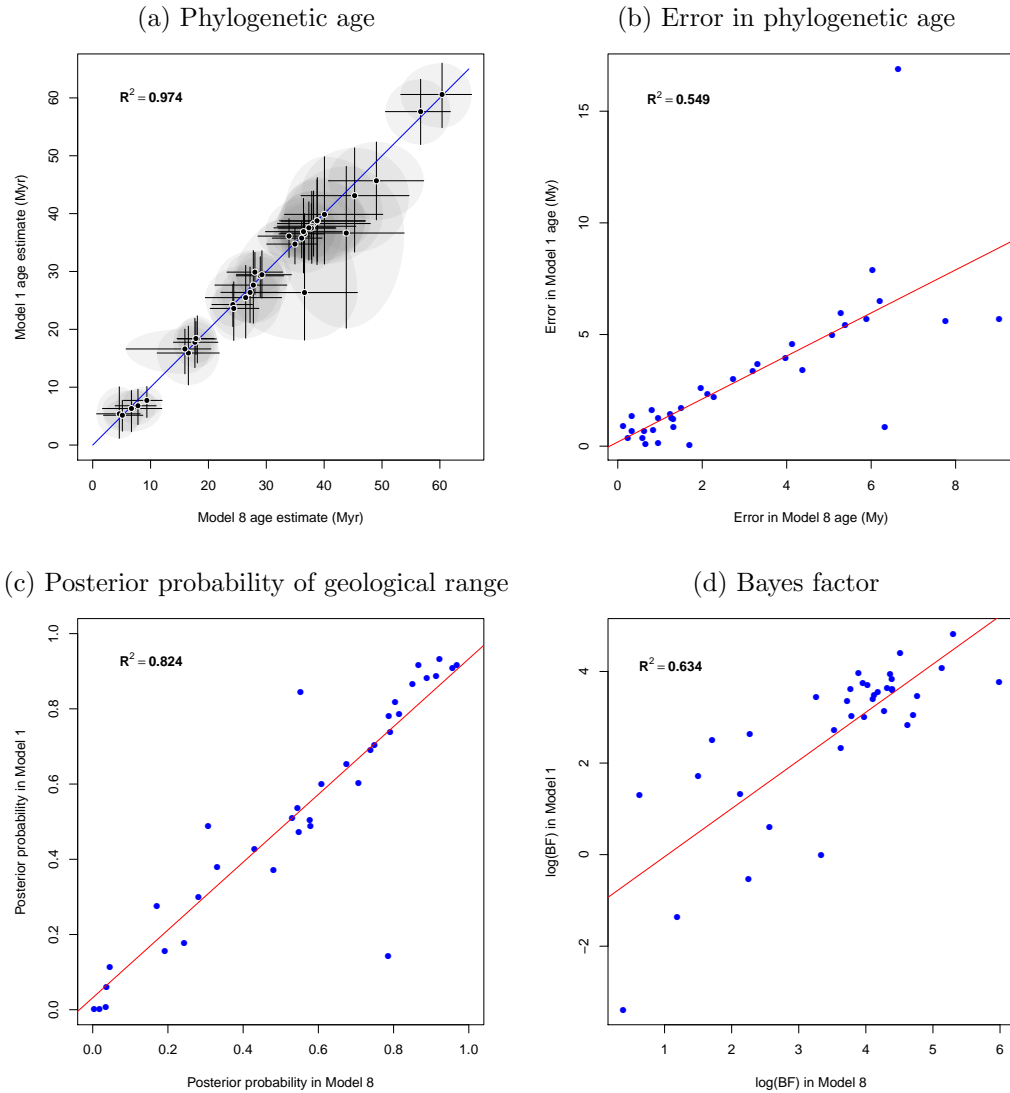 (a) Phylogenetic age
R² = 0.974
60
50
40
30
20
10
0
Model 1 age estimate (Myr)
0 10 20 30 40 50 60
Model 8 age estimate (Myr)
(b) Error in phylogenetic age
R² = 0.549
15
10
5
0
Error in Model 1 age (My)
0 2 4 6 8
Error in Model 8 age (My)
(c) Posterior probability of geological range
R² = 0.824
1.0
0.8
0.6
0.4
0.2
0.0
Posterior probability in Model 1
0.0 0.2 0.4 0.6 0.8 1.0
Posterior probability in Model 8
(d) Bayes factor
R² = 0.634
4
2
0
−2
log(BF) in Model 1
1 2 3 4 5 6
log(BF) in Model 8